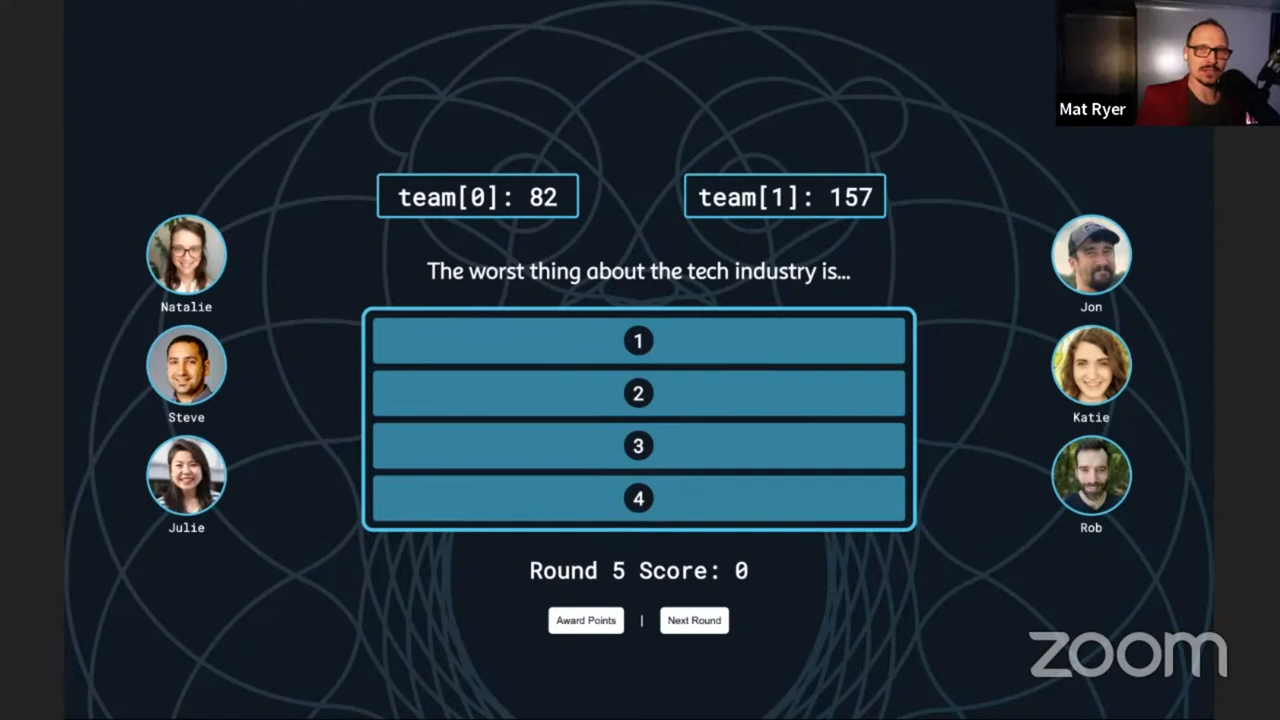 Mat Ryer
team[0]: 82
team[1]: 157
The worst thing about the tech industry is...
Natalie
Steve
Julie
1
2
3
4
Jon
Katie
Rob
Round 5 Score: 0
Award Points | Next Round
zoom